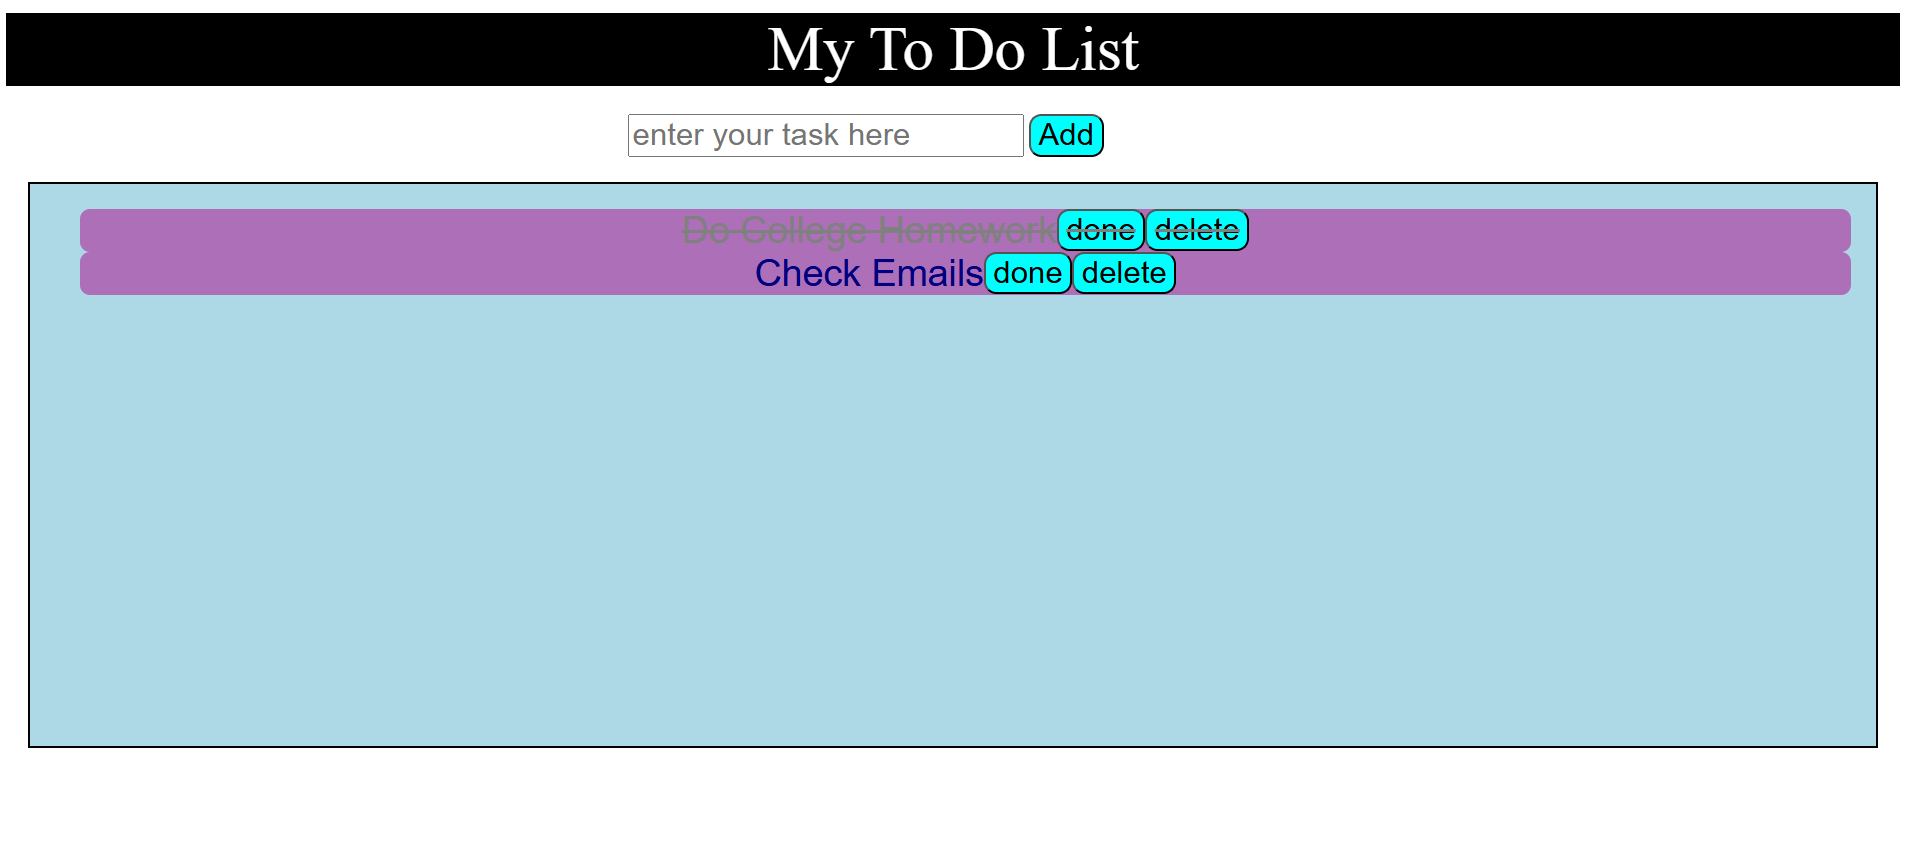 My To Do List
enter your task here Add
Do College Homework done delete
Check Emails done delete